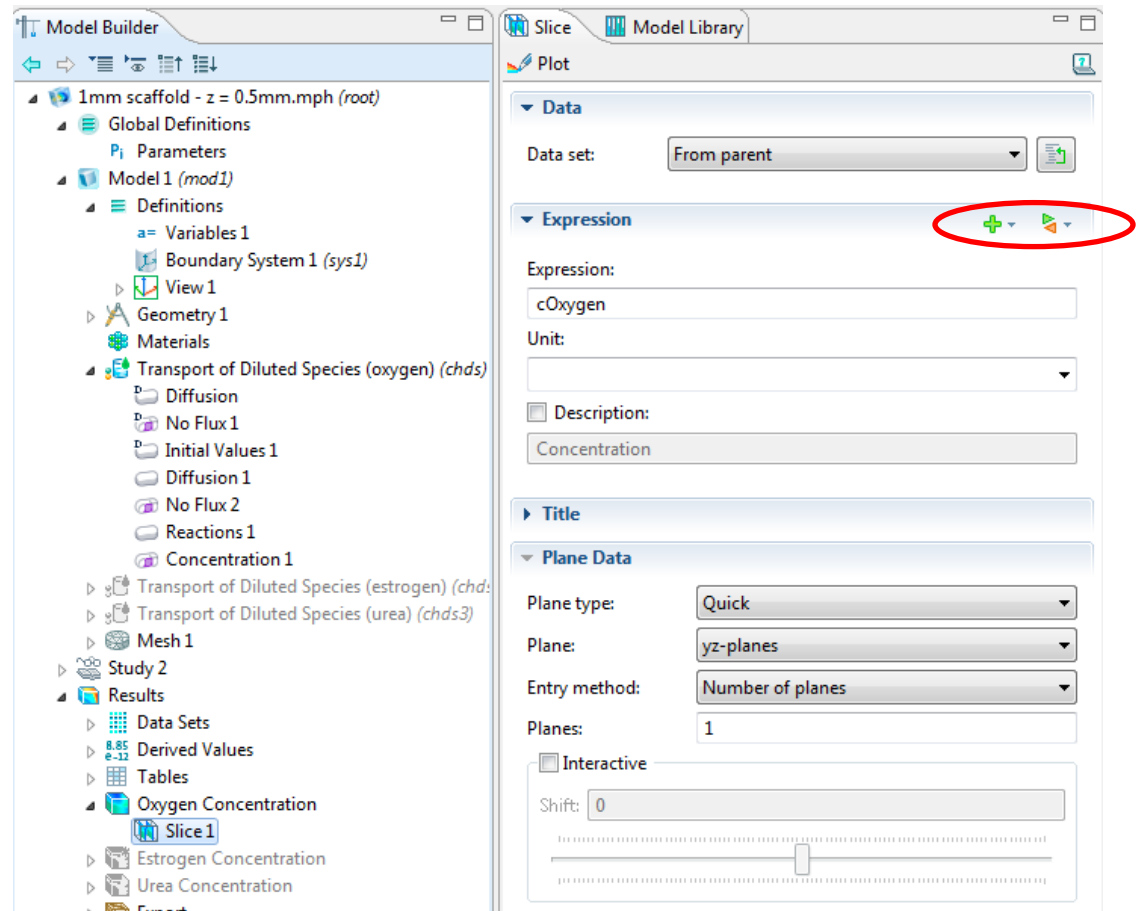 Model Builder
1mm scaffold - z = 0.5mm.mph (root)
Global Definitions
Pi Parameters
Model 1 (mod1)
Definitions
a= Variables 1
Boundary System 1 (sys1)
View 1
Geometry 1
Materials
Transport of Diluted Species (oxygen) (chds)
D Diffusion
D No Flux 1
D Initial Values 1
Diffusion 1
No Flux 2
Reactions 1
Concentration 1
Transport of Diluted Species (estrogen) (chds
Transport of Diluted Species (urea) (chds3)
Mesh 1
Study 2
Results
Data Sets
8.85 e-12 Derived Values
Tables
Oxygen Concentration
Slice 1
Estrogen Concentration
Urea Concentration
Export
Slice
Model Library
Plot
Data
Data set: From parent
Expression
Expression:
cOxygen
Unit:
Description:
Concentration
Title
Plane Data
Plane type: Quick
Plane: yz-planes
Entry method: Number of planes
Planes: 1
Interactive
Shift: 0